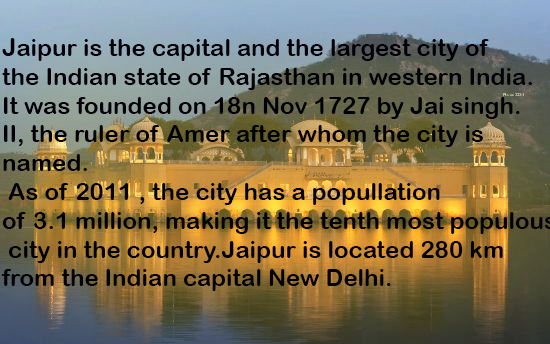 Jaipur is the capital and the largest city of
the Indian state of Rajasthan in western India.
It was founded on 18n Nov 1727 by Jai singh.
II, the ruler of Amer after whom the city is
named.
As of 2011 , the city has a popullation
of 3.1 million, making it the tenth most populous
city in the country.Jaipur is located 280 km
from the Indian capital New Delhi.